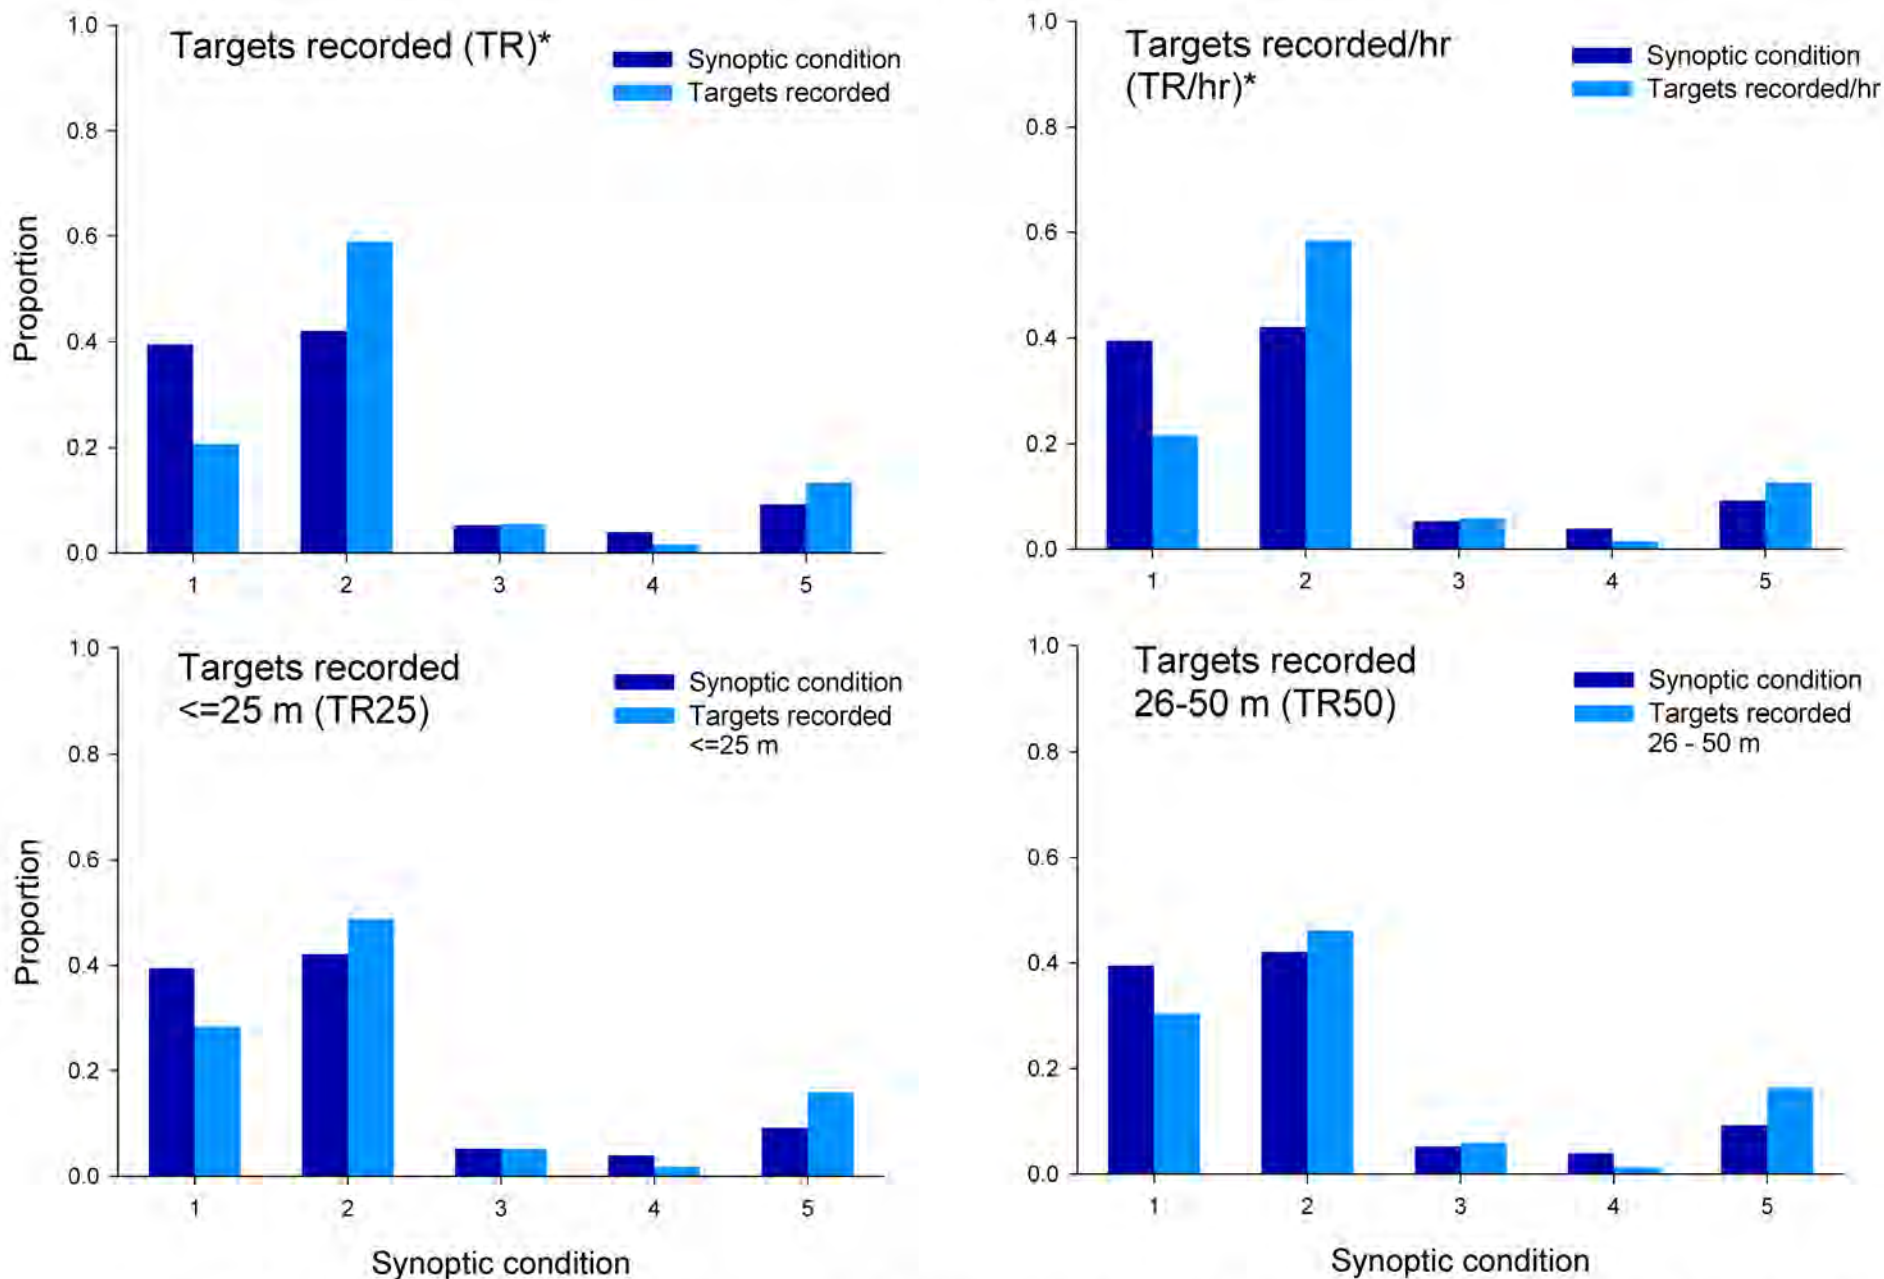 Targets recorded (TR)*
Synoptic condition
Targets recorded
1.0
0.8
0.6
0.4
0.2
0.0
Proportion
1 2 3 4 5
Targets recorded/hr
(TR/hr)*
Synoptic condition
Targets recorded/hr
1.0
0.8
0.6
0.4
0.2
0.0
1 2 3 4 5
Targets recorded
<=25 m (TR25)
Synoptic condition
Targets recorded
<=25 m
1.0
0.8
0.6
0.4
0.2
0.0
Proportion
1 2 3 4 5
Synoptic condition
Targets recorded
26-50 m (TR50)
Synoptic condition
Targets recorded
26 - 50 m
1.0
0.8
0.6
0.4
0.2
0.0
1 2 3 4 5
Synoptic condition